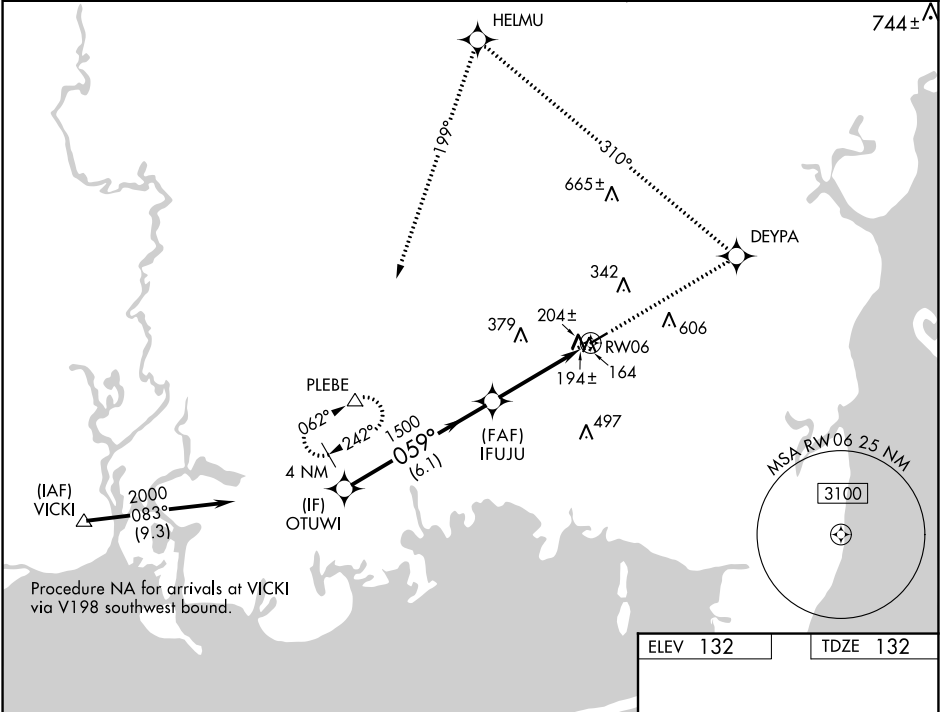 HELMU
744±
199°
310°
665±
DEYPA
342
204±
379
606
RW06
194±
164
PLEBE
062°
242°
1500
059°
(6.1)
4 NM
(FAF)
IFUJU
497
(IF)
OTUWI
(IAF)
VICKI
2000
083°
(9.3)
MSA RW06 25 NM
3100
Procedure NA for arrivals at VICKI
via V198 southwest bound.
ELEV 132
TDZE 132